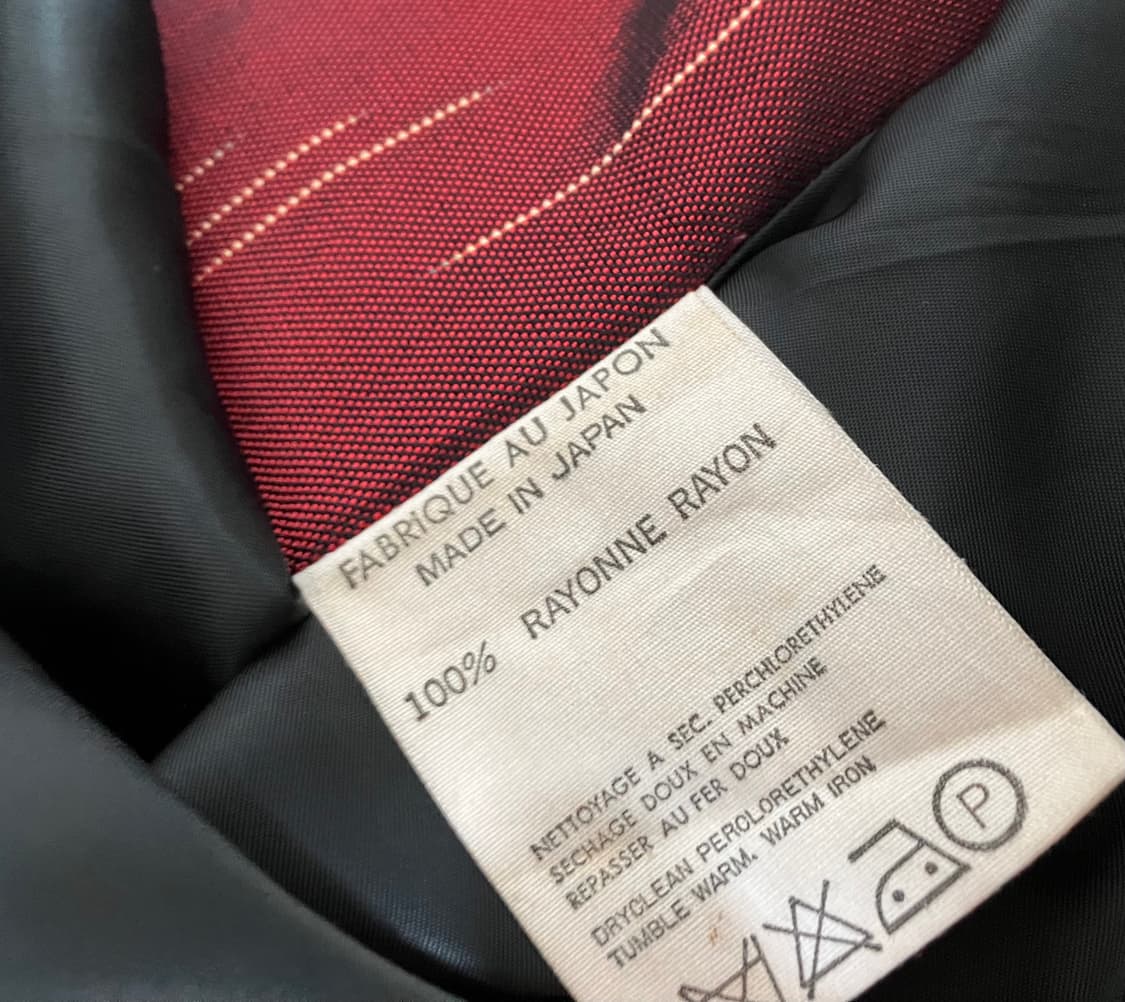 FABRIQUE AU JAPON
MADE IN JAPAN
100% RAYONNE RAYON
NETTOYAGE À SEC. PERCHLORETHYLENE
SECHAGE DOUX EN MACHINE
REPASSER AU FER DOUX
DRYCLEAN PERCLORETHYLENE
TUMBLE WARM. WARM IRON
P